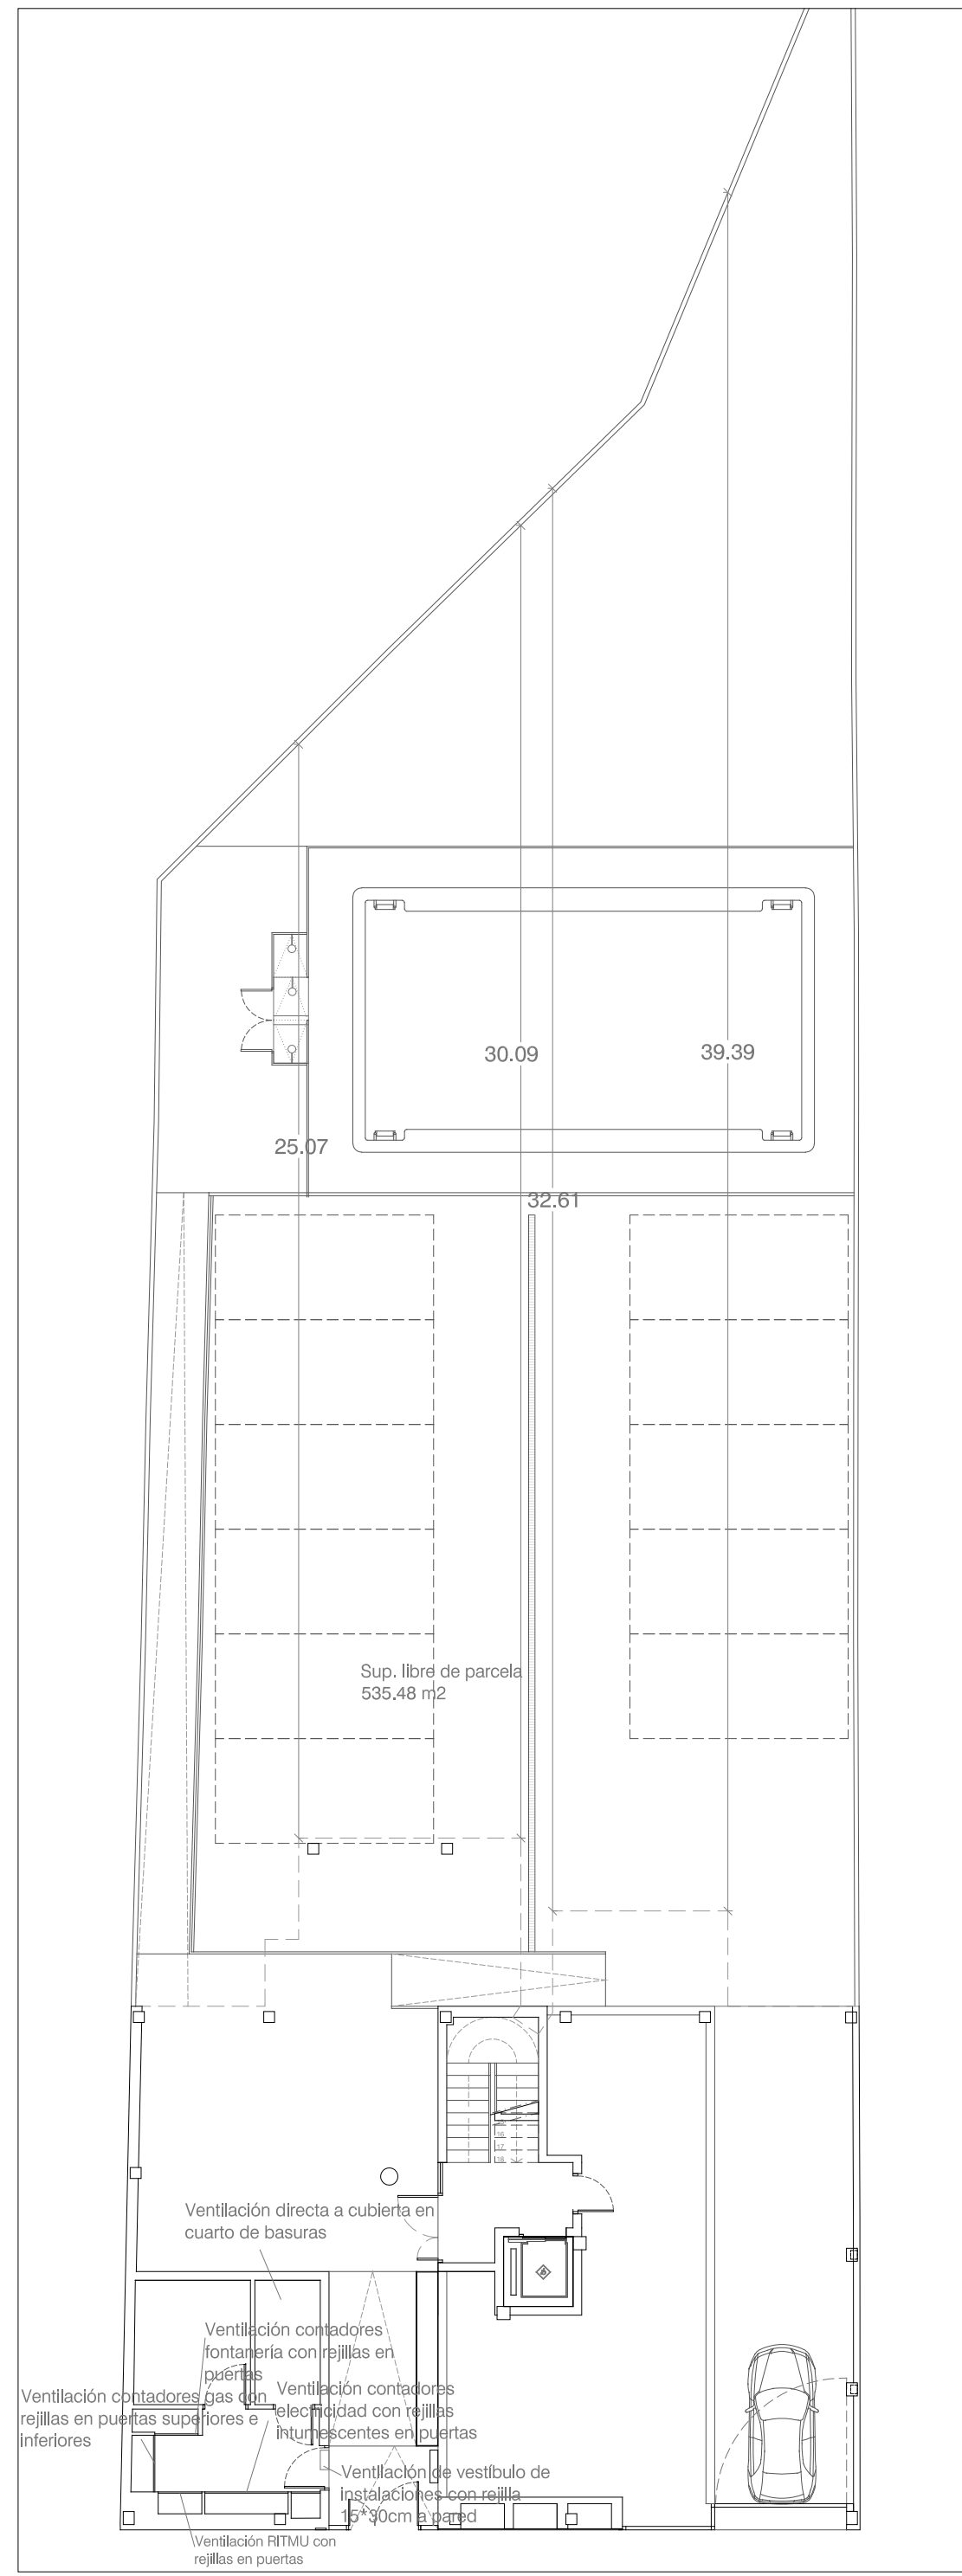 30.09
39.39
25.07
32.61
Sup. libre de parcela
535.48 m2
16
17
18
Ventilación directa a cubierta en
cuarto de basuras
Ventilación contadores
fontanería con rejillas en
puertas
Ventilación contadores gas con
rejillas en puertas superiores e
inferiores
Ventilación contadores
electricidad con rejillas
intumescentes en puertas
Ventilación de vestíbulo de
instalaciones con rejilla
15*30cm a pared
Ventilación RITMU con
rejillas en puertas